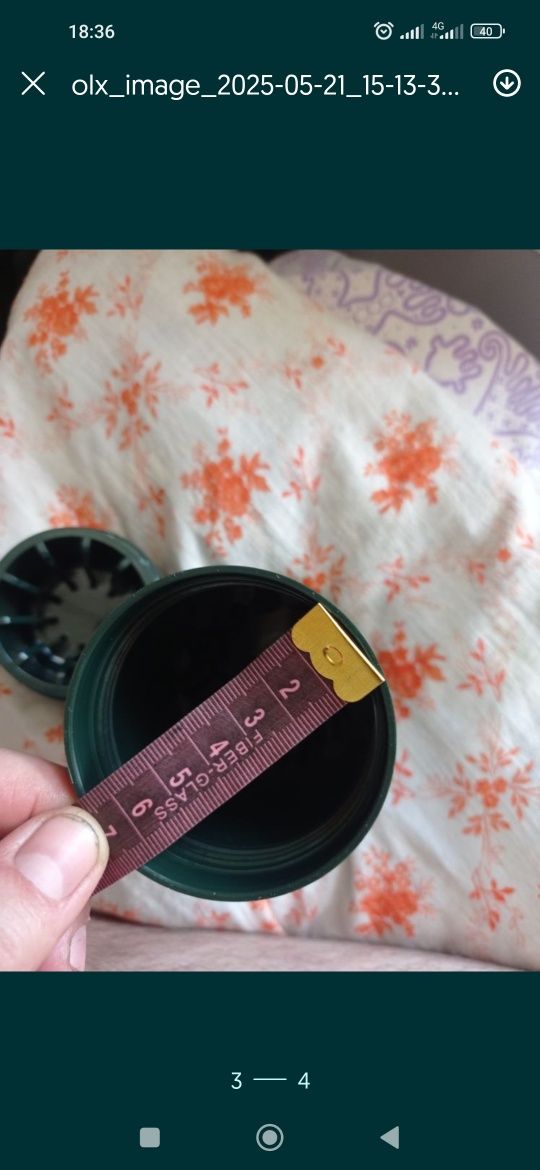 18:36
4G
40
olx_image_2025-05-21_15-13-3...
2
3
4
5
6
7
FIBER-GLASS
3 — 4